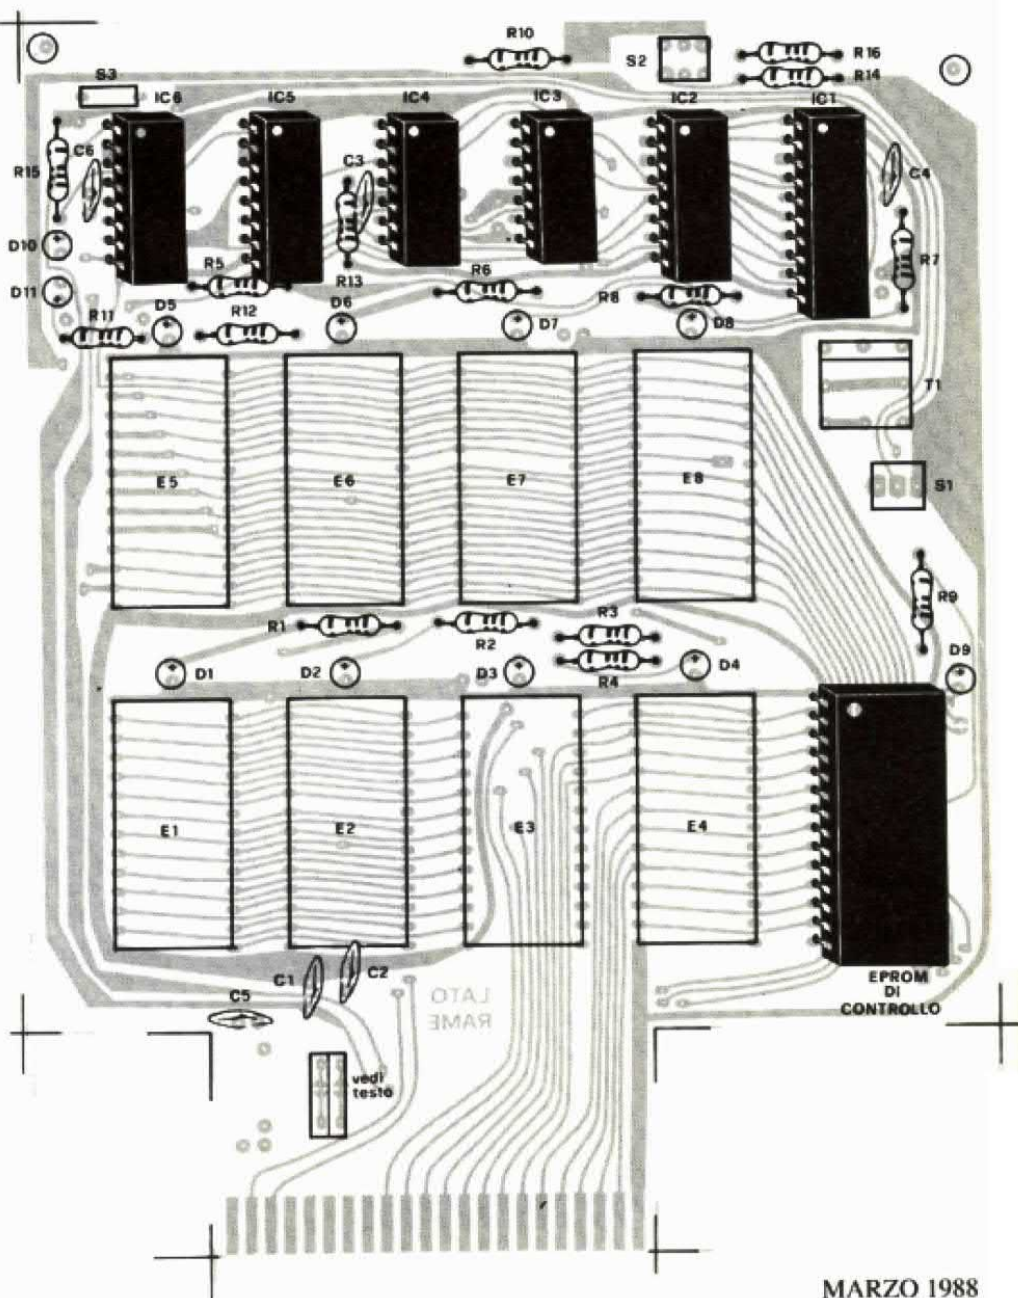 R10
S2
R16
R14
S3
IC6
IC5
IC4
IC3
IC2
IC1
R15
C6
C3
C4
D10
R5
R13
R6
R8
R7
D11
R11
D5
R12
D6
D7
D8
T1
E5
E6
E7
E8
S1
R1
R2
R3
R4
R9
D1
D2
D3
D4
D9
E1
E2
E3
E4
C1
C2
C5
LATO
RAME
EPROM
DI
CONTROLLO
vedi
testo
MARZO 1988